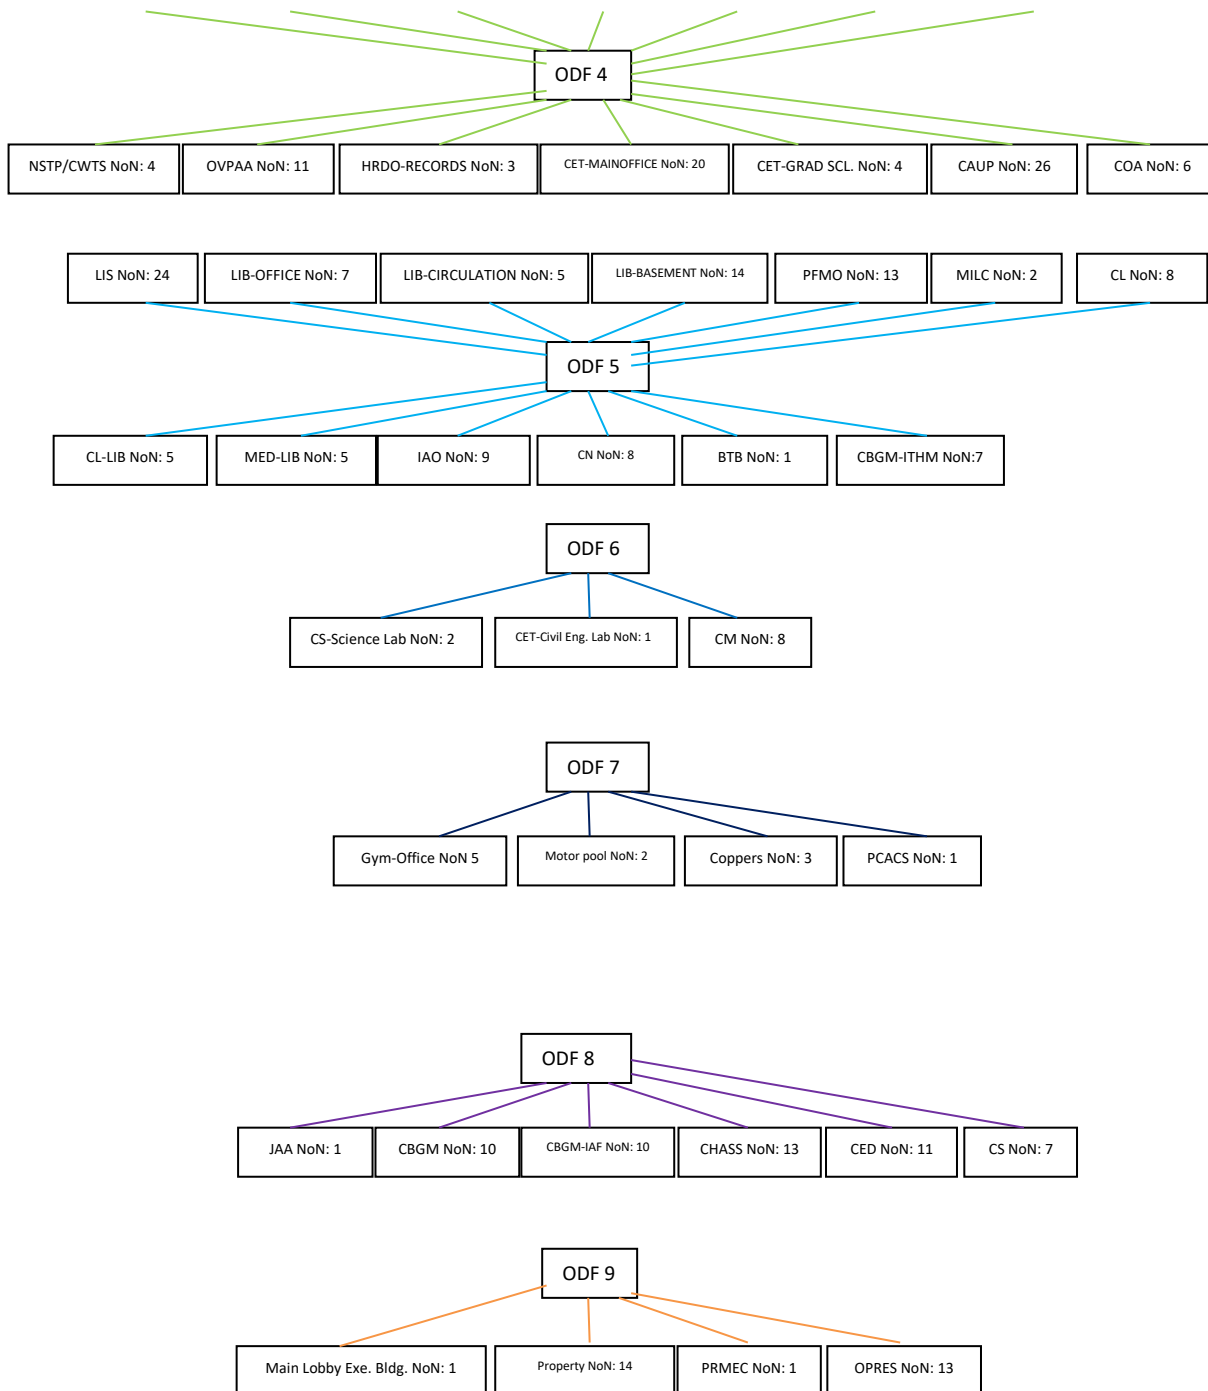 ODF 4
NSTP/CWTS NoN: 4
OVPAA NoN: 11
HRDO-RECORDS NoN: 3
CET-MAINOFFICE NoN: 20
CET-GRAD SCL. NoN: 4
CAUP NoN: 26
COA NoN: 6
LIS NoN: 24
LIB-OFFICE NoN: 7
LIB-CIRCULATION NoN: 5
LIB-BASEMENT NoN: 14
PFMO NoN: 13
MILC NoN: 2
CL NoN: 8
ODF 5
CL-LIB NoN: 5
MED-LIB NoN: 5
IAO NoN: 9
CN NoN: 8
BTB NoN: 1
CBGM-ITHM NoN:7
ODF 6
CS-Science Lab NoN: 2
CET-Civil Eng. Lab NoN: 1
CM NoN: 8
ODF 7
Gym-Office NoN 5
Motor pool NoN: 2
Coppers NoN: 3
PCACS NoN: 1
ODF 8
JAA NoN: 1
CBGM NoN: 10
CBGM-IAF NoN: 10
CHASS NoN: 13
CED NoN: 11
CS NoN: 7
ODF 9
Main Lobby Exe. Bldg. NoN: 1
Property NoN: 14
PRMEC NoN: 1
OPRES NoN: 13